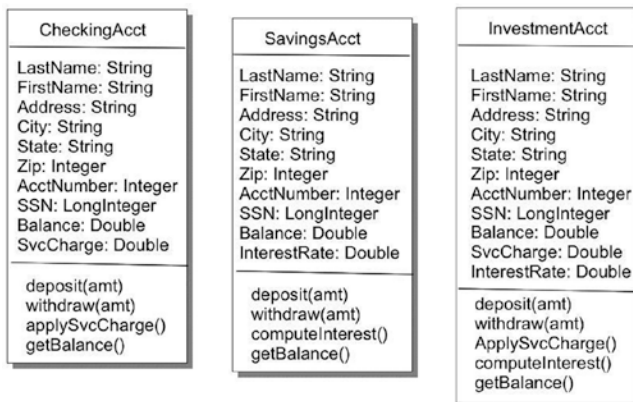 CheckingAcct
LastName: String
FirstName: String
Address: String
City: String
State: String
Zip: Integer
AcctNumber: Integer
SSN: LongInteger
Balance: Double
SvcCharge: Double
deposit(amt)
withdraw(amt)
applySvcCharge()
getBalance()
SavingsAcct
LastName: String
FirstName: String
Address: String
City: String
State: String
Zip: Integer
AcctNumber: Integer
SSN: LongInteger
Balance: Double
InterestRate: Double
deposit(amt)
withdraw(amt)
computeInterest()
getBalance()
InvestmentAcct
LastName: String
FirstName: String
Address: String
City: String
State: String
Zip: Integer
AcctNumber: Integer
SSN: LongInteger
Balance: Double
SvcCharge: Double
InterestRate: Double
deposit(amt)
withdraw(amt)
ApplySvcCharge()
computeInterest()
getBalance()